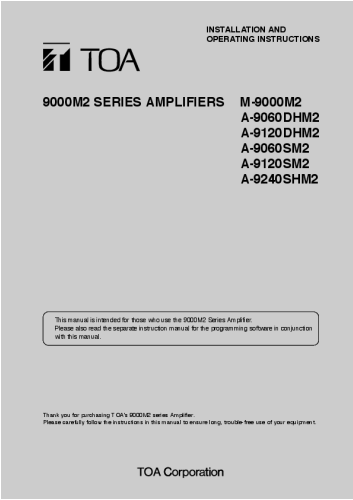 INSTALLATION AND
OPERATING INSTRUCTIONS
TOA
9000M2 SERIES AMPLIFIERS M-9000M2
A-9060DHM2
A-9120DHM2
A-9060SM2
A-9120SM2
A-9240SHM2
This manual is intended for those who use the 9000M2 Series Amplifier.
Please also read the separate instruction manual for the programming software in conjunction
with this manual.
Thank you for purchasing TOA's 9000M2 series Amplifier.
Please carefully follow the instructions in this manual to ensure long, trouble-free use of your equipment.
TOA Corporation